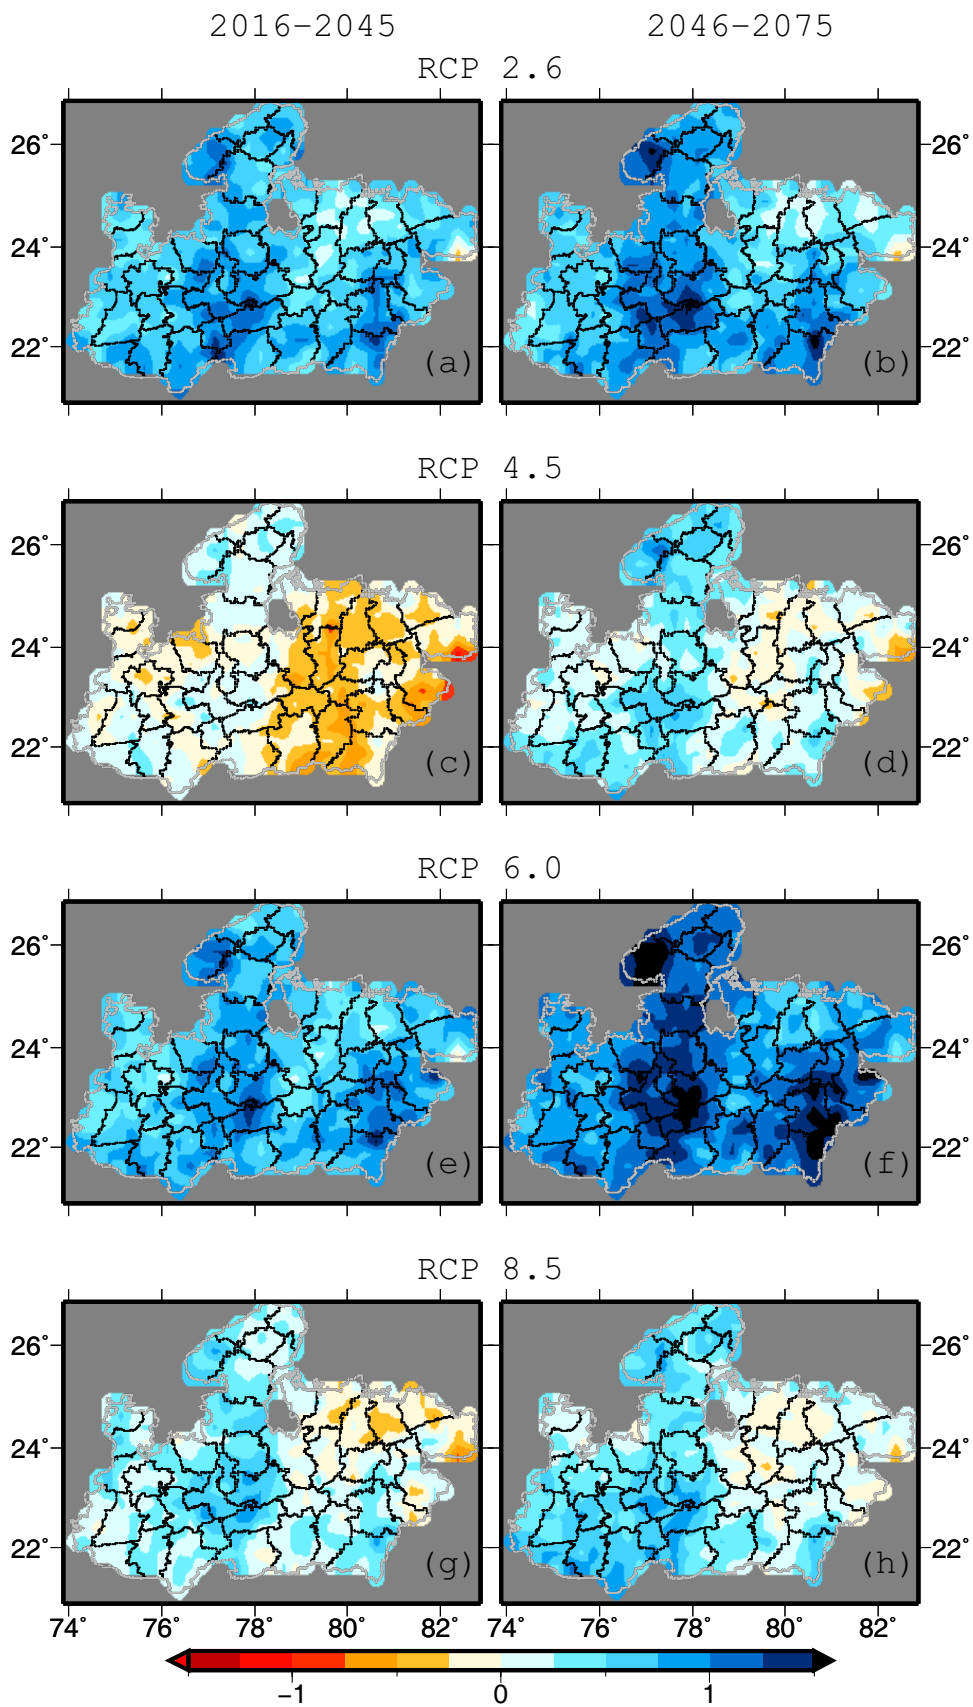 2016-2045 2046-2075
RCP 2.6
26° 26°
24° 24°
22° 22°
(a) (b)
RCP 4.5
26° 26°
24° 24°
22° 22°
(c) (d)
RCP 6.0
26° 26°
24° 24°
22° 22°
(e) (f)
RCP 8.5
26° 26°
24° 24°
22° 22°
(g) (h)
74° 76° 78° 80° 82° 74° 76° 78° 80° 82°
−1 0 1